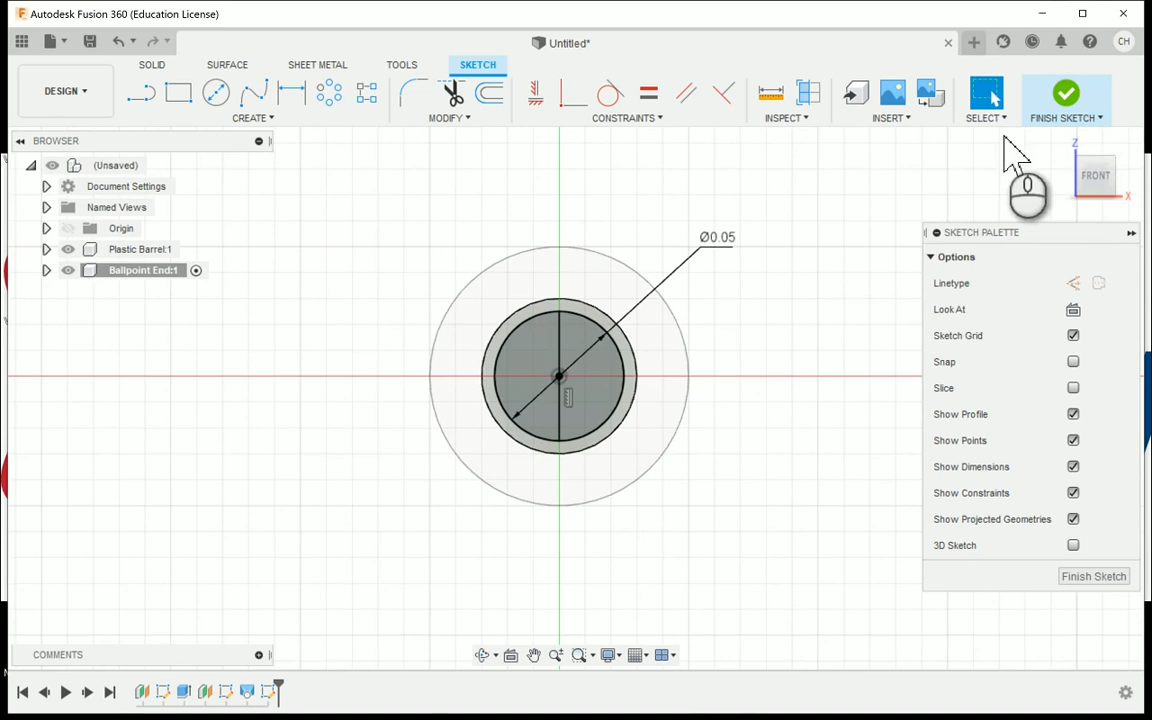 Autodesk Fusion 360 (Education License)
Untitled*
CH
SOLID
SURFACE
SHEET METAL
TOOLS
SKETCH
DESIGN
CREATE
MODIFY
CONSTRAINTS
INSPECT
INSERT
SELECT
FINISH SKETCH
BROWSER
(Unsaved)
Document Settings
Named Views
Origin
Plastic Barrel:1
Ballpoint End:1
Z
FRONT
X
Ø0.05
SKETCH PALETTE
Options
Linetype
Look At
Sketch Grid
Snap
Slice
Show Profile
Show Points
Show Dimensions
Show Constraints
Show Projected Geometries
3D Sketch
Finish Sketch
COMMENTS